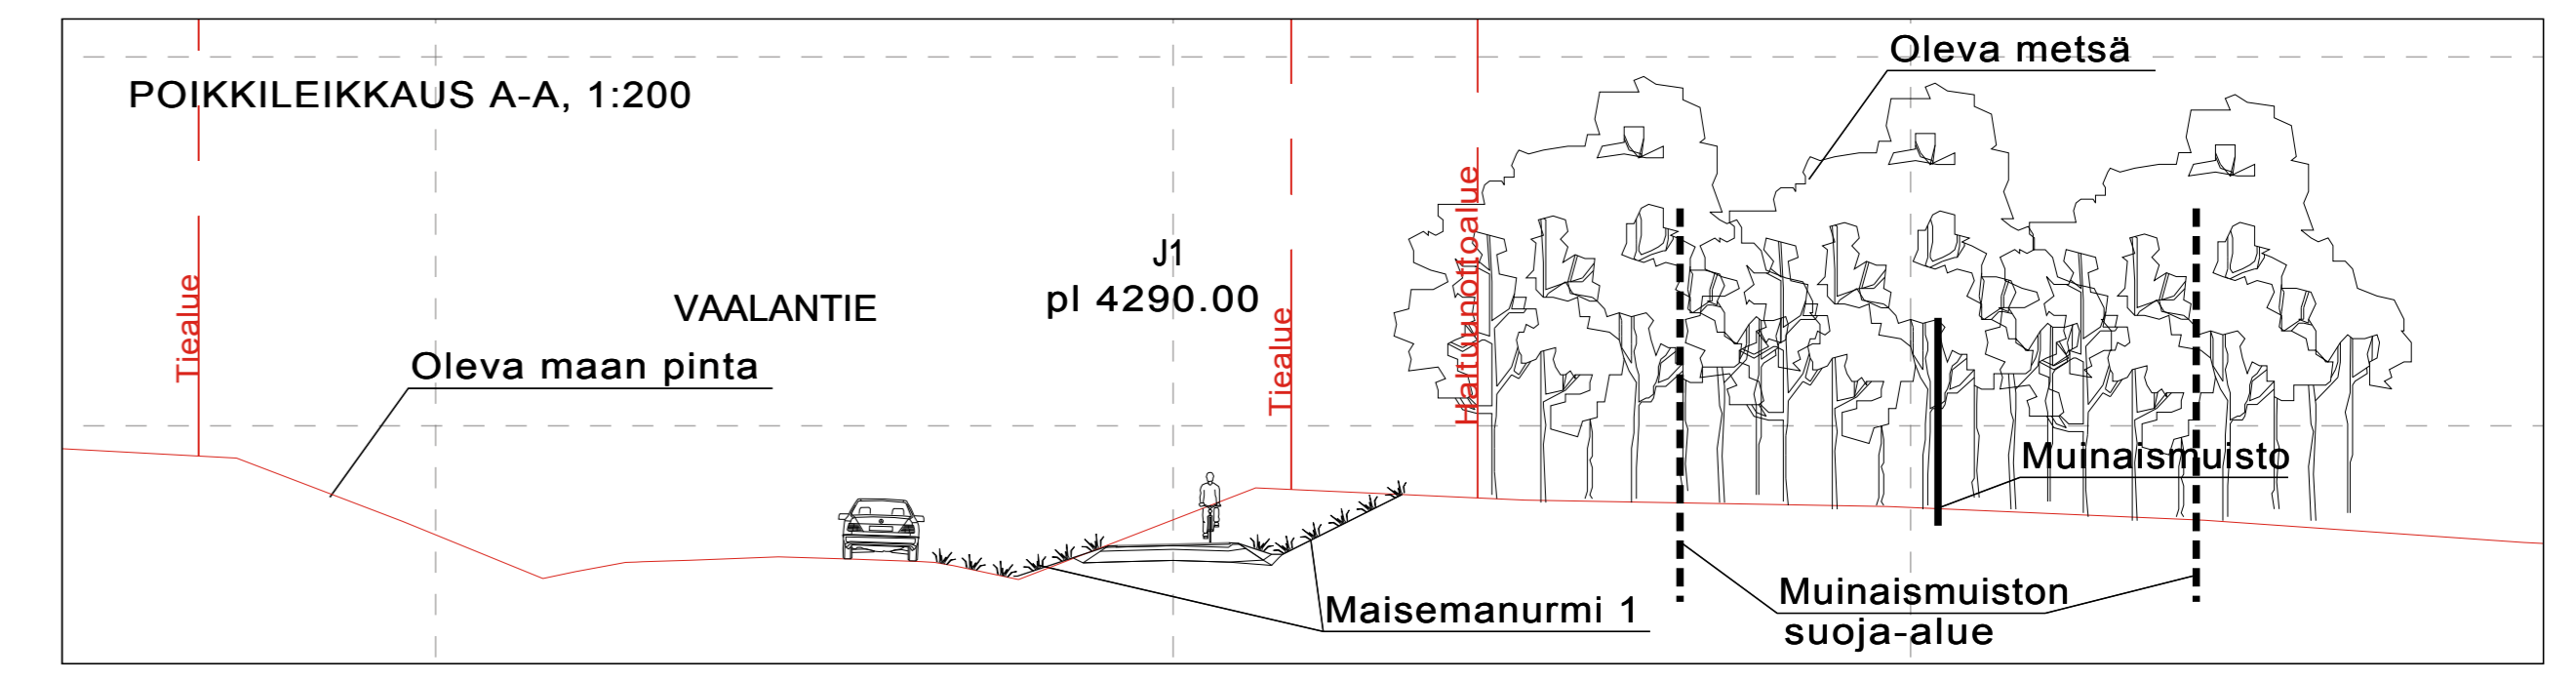 Oleva metsä
POIKKILEIKKAUS A-A, 1:200
Tiealue
VAALANTIE
J1
pl 4290.00
Tiealue
Haltuunottoalue
Oleva maan pinta
Muinaismuisto
Maisemanurmi 1
Muinaismuiston
suoja-alue